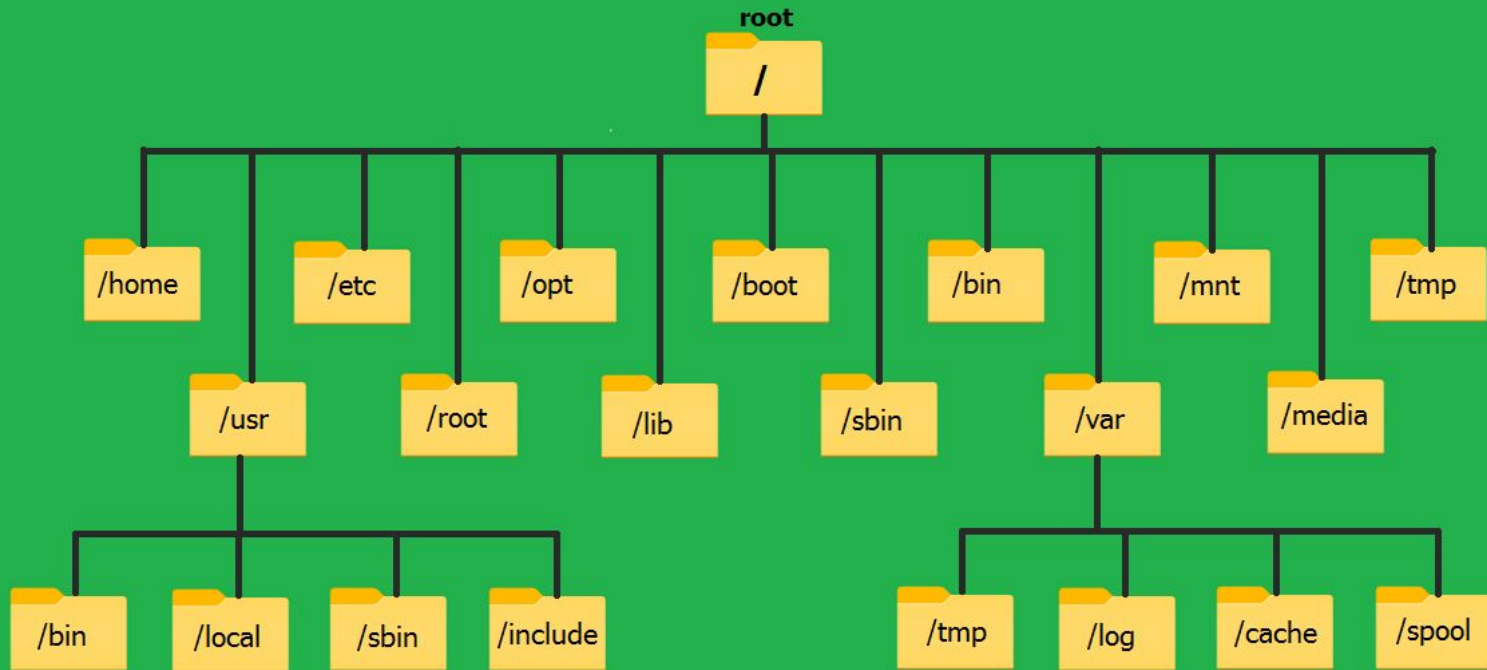 root
/
/home
/etc
/opt
/boot
/bin
/mnt
/tmp
/usr
/root
/lib
/sbin
/var
/media
/bin
/local
/sbin
/include
/tmp
/log
/cache
/spool